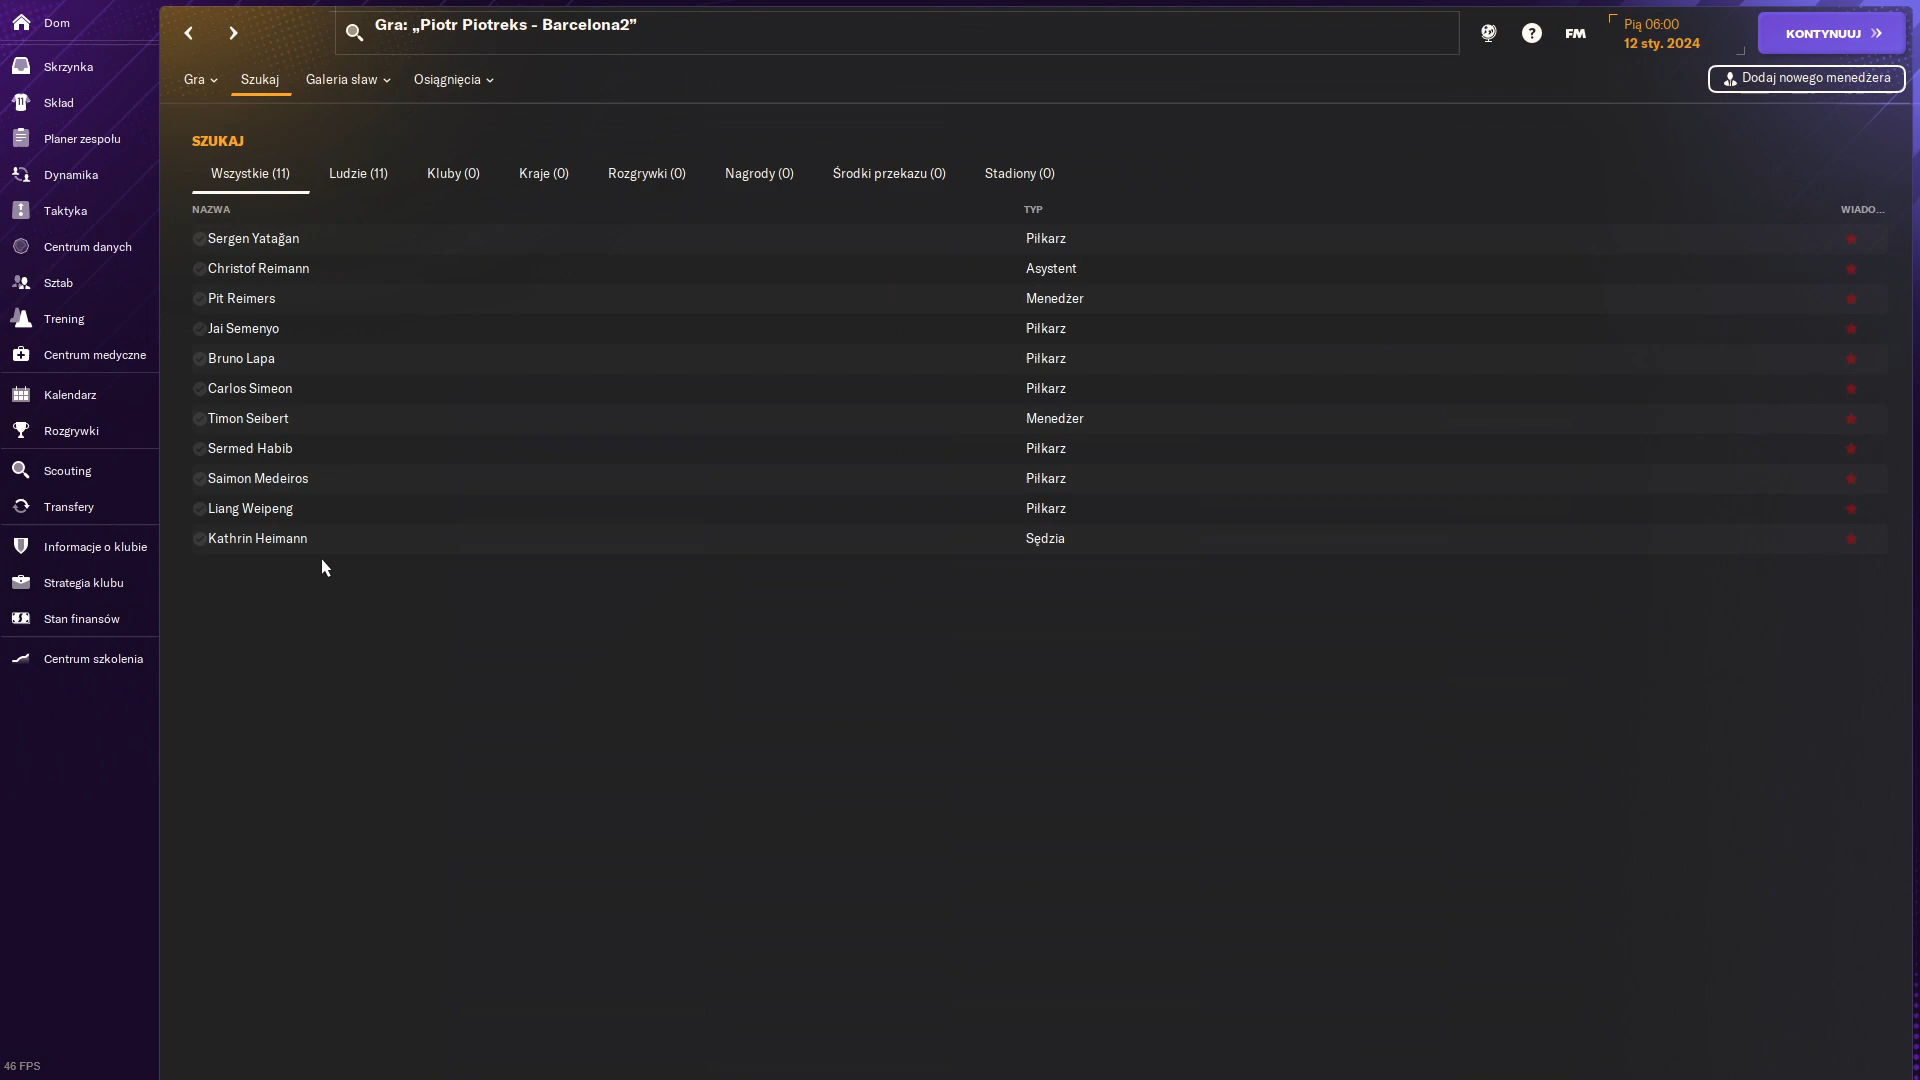 Dom
Skrzynka
Skład
Planer zespołu
Dynamika
Taktyka
Centrum danych
Sztab
Trening
Centrum medyczne
Kalendarz
Rozgrywki
Scouting
Transfery
Informacje o klubie
Strategia klubu
Stan finansów
Centrum szkolenia
46 FPS
Gra: „Piotr Piotreks - Barcelona2”
FM
Pią 06:00
12 sty. 2024
KONTYNUUJ
Gra
Szukaj
Galeria sław
Osiągnięcia
Dodaj nowego menedżera
SZUKAJ
Wszystkie (11) Ludzie (11) Kluby (0) Kraje (0) Rozgrywki (0) Nagrody (0) Środki przekazu (0) Stadiony (0)
NAZWA TYP WIADO...
Sergen Yatağan Piłkarz
Christof Reimann Asystent
Pit Reimers Menedżer
Jai Semenyo Piłkarz
Bruno Lapa Piłkarz
Carlos Simeon Piłkarz
Timon Seibert Menedżer
Sermed Habib Piłkarz
Saimon Medeiros Piłkarz
Liang Weipeng Piłkarz
Kathrin Heimann Sędzia